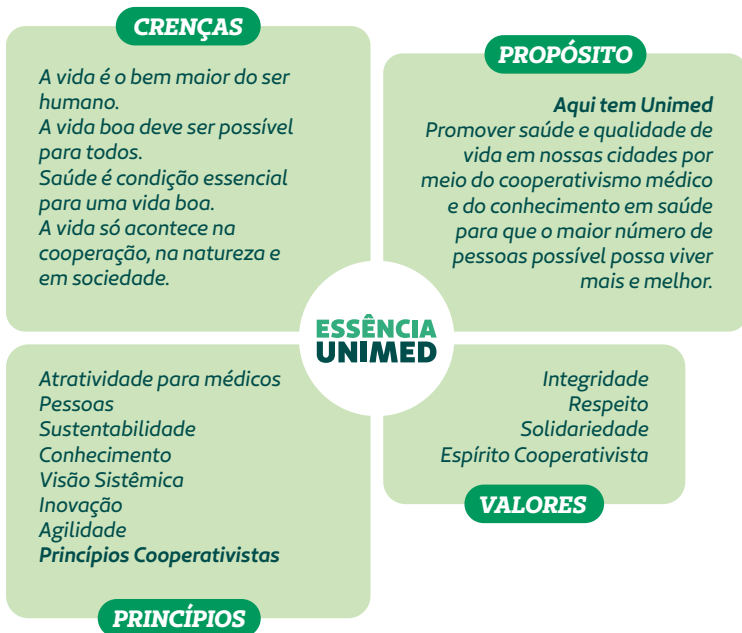 CRENÇAS
A vida é o bem maior do ser
humano.
A vida boa deve ser possível
para todos.
Saúde é condição essencial
para uma vida boa.
A vida só acontece na
cooperação, na natureza e
em sociedade.
PROPÓSITO
Aqui tem Unimed
Promover saúde e qualidade de
vida em nossas cidades por
meio do cooperativismo médico
e do conhecimento em saúde
para que o maior número de
pessoas possível possa viver
mais e melhor.
ESSÊNCIA
UNIMED
Atratividade para médicos
Pessoas
Sustentabilidade
Conhecimento
Visão Sistêmica
Inovação
Agilidade
Princípios Cooperativistas
PRINCÍPIOS
Integridade
Respeito
Solidariedade
Espírito Cooperativista
VALORES